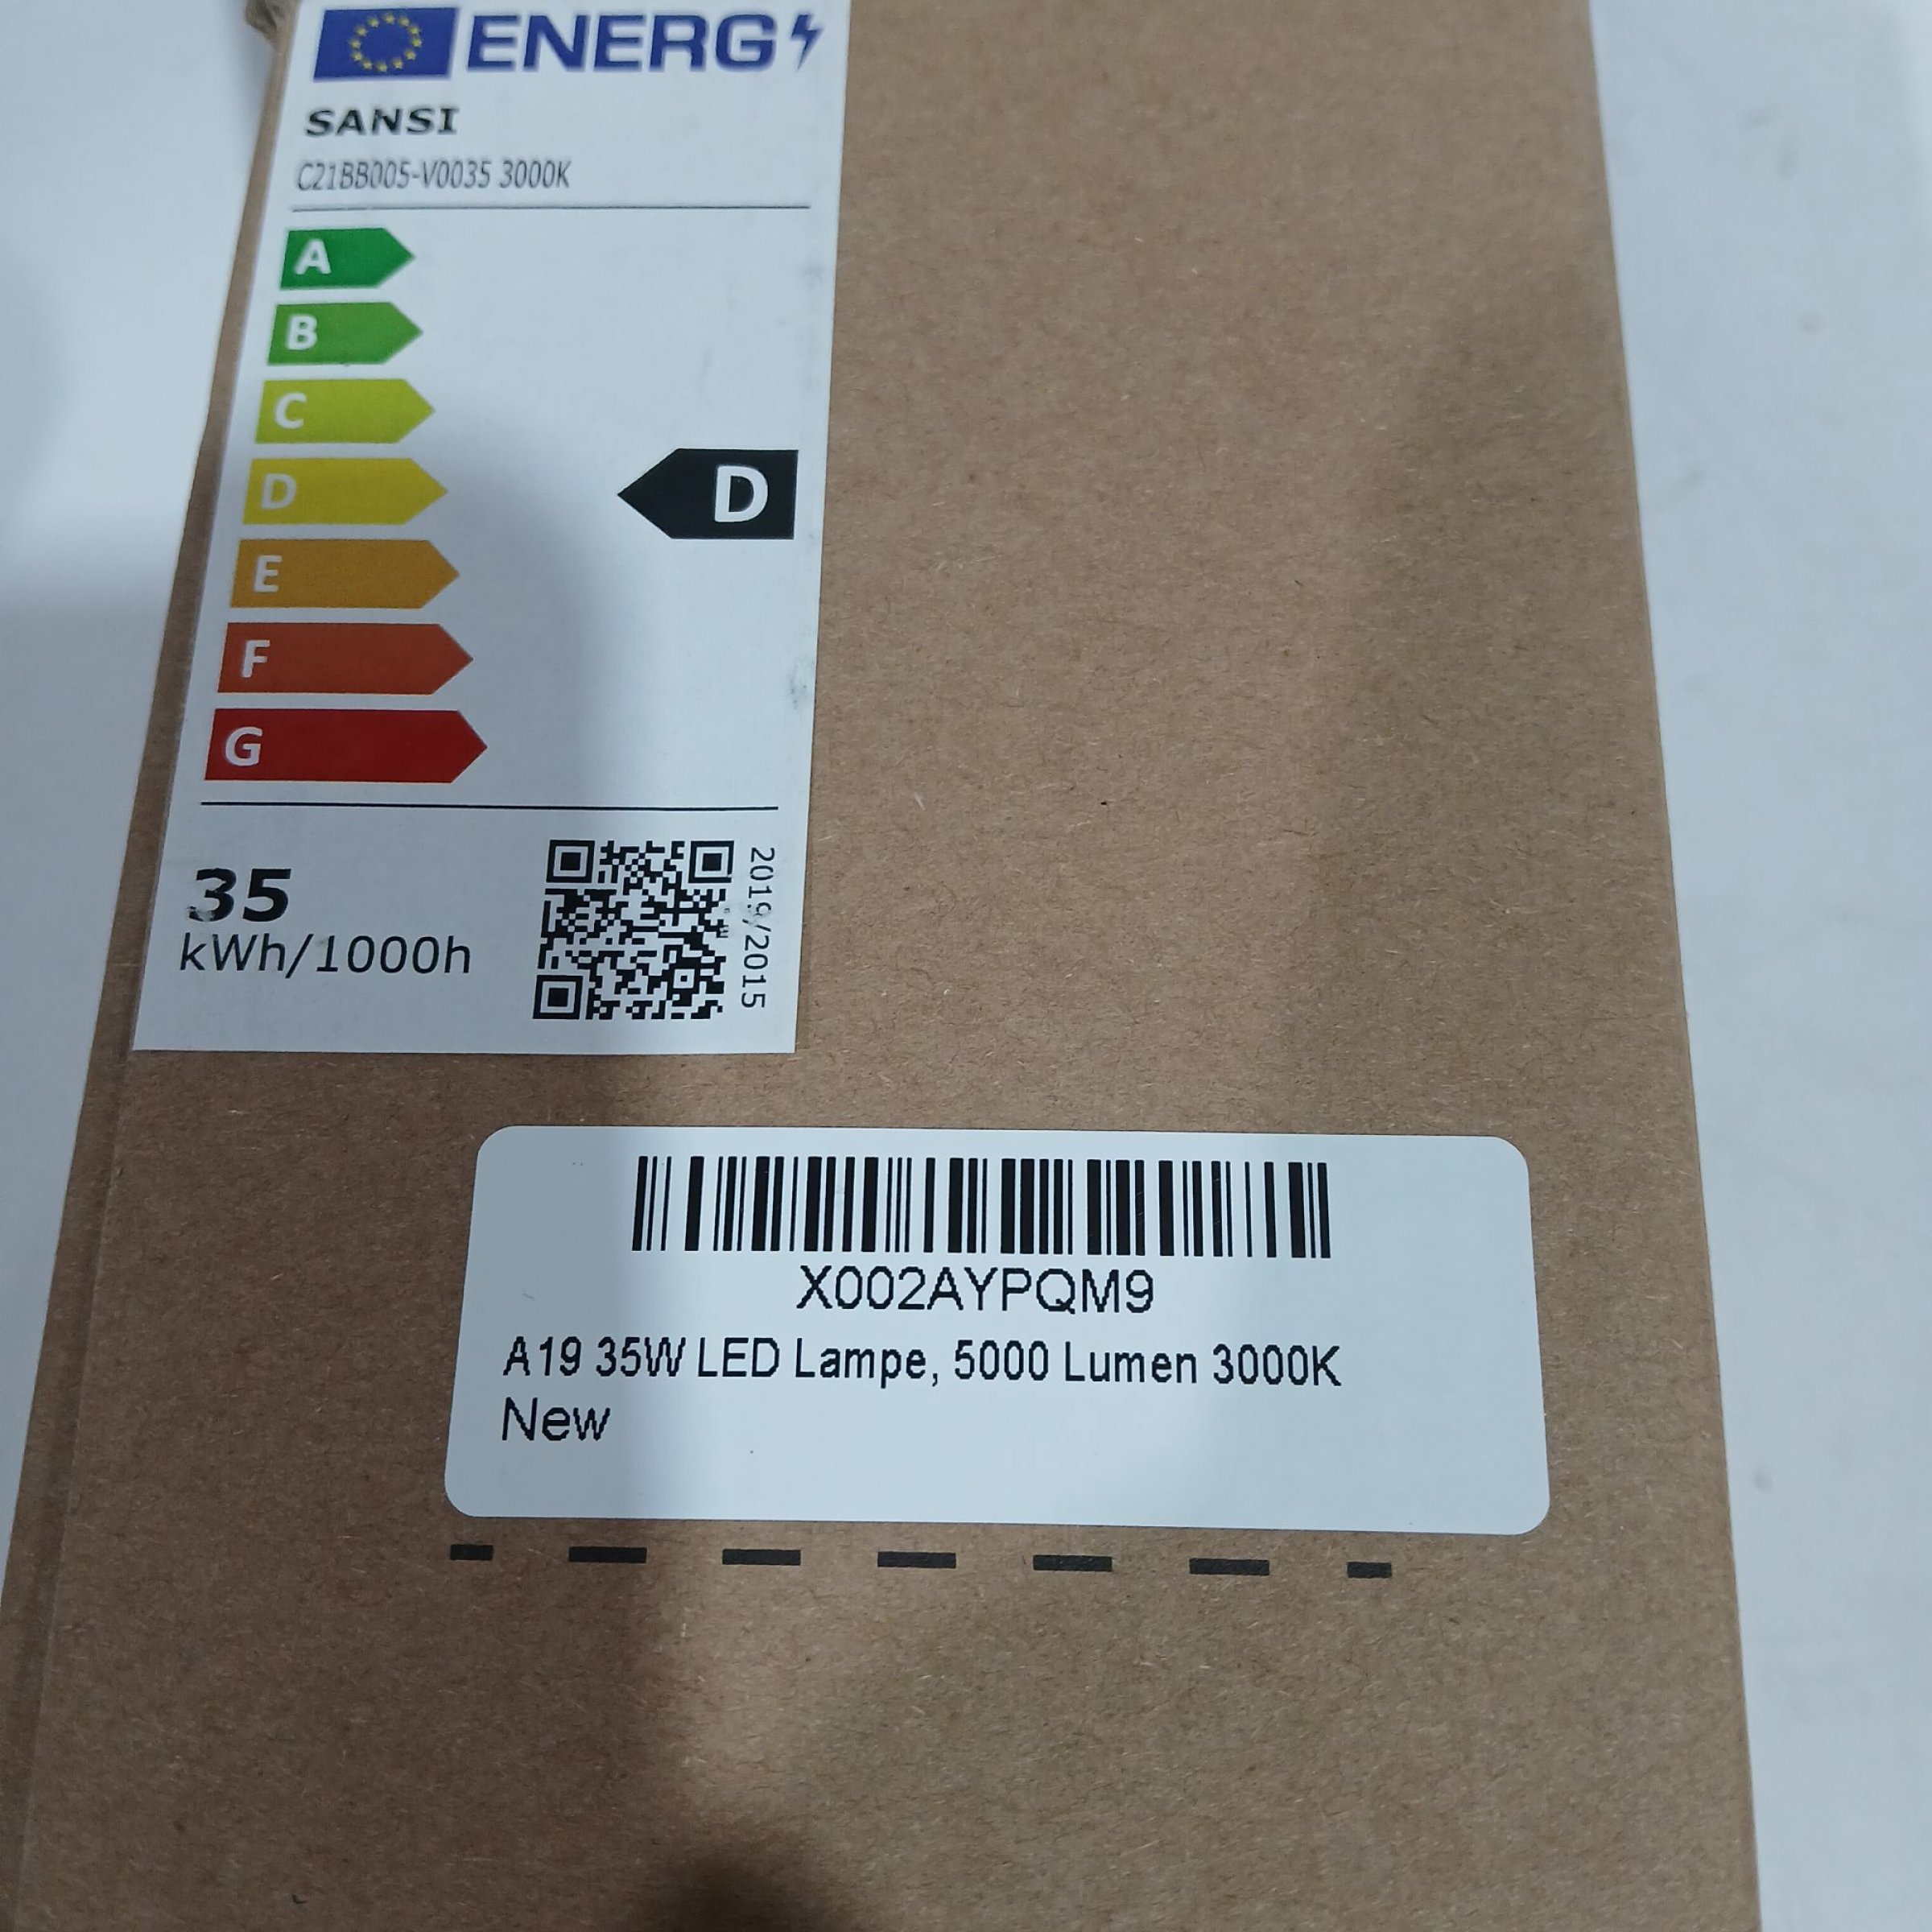 ENERG
SANSI
C21BB005-V0035 3000K
A
B
C
D
D
E
F
G
35
kWh/1000h
2019/2015
X002AYPQM9
A19 35W LED Lampe, 5000 Lumen 3000K
New